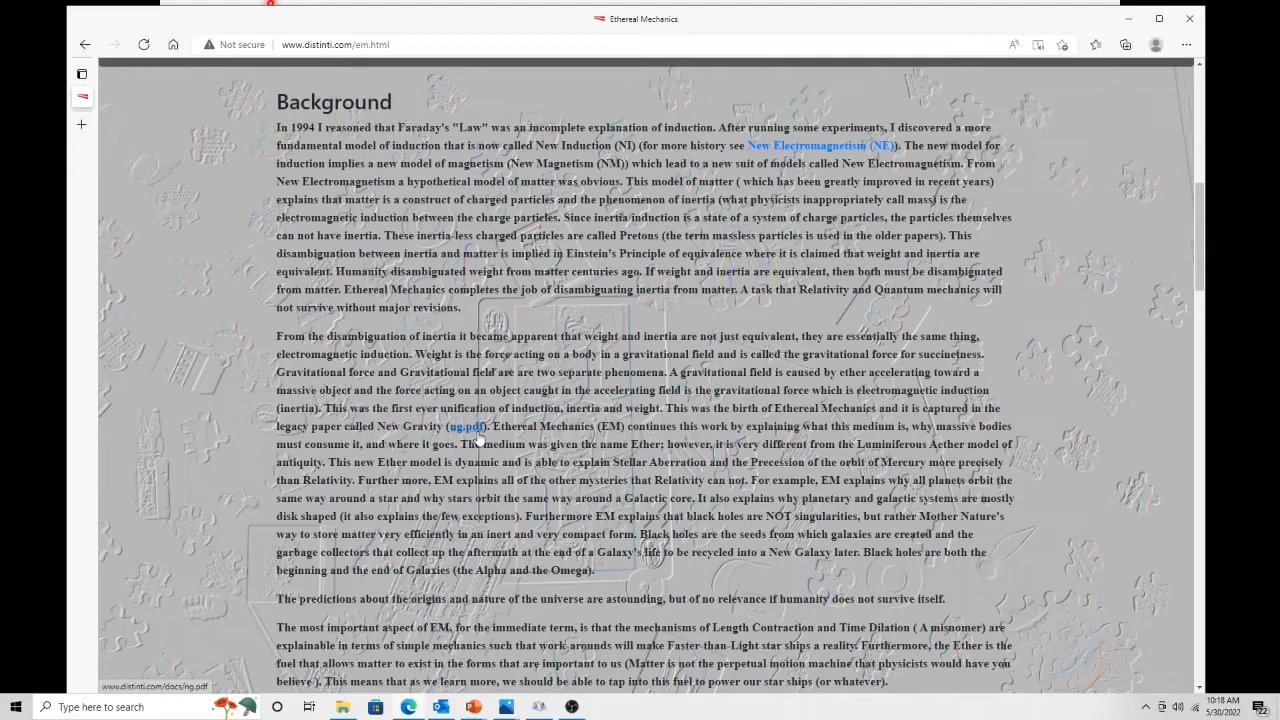 Ethereal Mechanics
Not secure
www.distinti.com/em.html
Background
In 1994 I reasoned that Faraday's "Law" was an incomplete explanation of induction. After running some experiments, I discovered a more
fundamental model of induction that is now called New Induction (NI) (for more history see New Electromagnetism (NE)). The new model for
induction implies a new model of magnetism (New Magnetism (NM)) which lead to a new suit of models called New Electromagnetism. From
New Electromagnetism a hypothetical model of matter was obvious. This model of matter ( which has been greatly improved in recent years)
explains that matter is a construct of charged particles and the phenomenon of inertia (what physicists inappropriately call mass) is the
electromagnetic induction between the charge particles. Since inertia/induction is a state of a system of charge particles, the particles themselves
can not have inertia. These inertia-less charged particles are called Pretons (the term massless particles is used in the older papers). This
disambiguation between inertia and matter is implied in Einstein's Principle of equivalence where it is claimed that weight and inertia are
equivalent. Humanity disambiguated weight from matter centuries ago. If weight and inertia are equivalent, then both must be disambiguated
from matter. Ethereal Mechanics completes the job of disambiguating inertia from matter. A task that Relativity and Quantum mechanics will
not survive without major revisions.
From the disambiguation of inertia it became apparent that weight and inertia are not just equivalent, they are essentially the same thing,
electromagnetic induction. Weight is the force acting on a body in a gravitational field and is called the gravitational force for succinctness.
Gravitational force and Gravitational field are are two separate phenomena. A gravitational field is caused by ether accelerating toward a
massive object and the force acting on an object caught in the accelerating field is the gravitational force which is electromagnetic induction
(inertia). This was the first ever unification of induction, inertia and weight. This was the birth of Ethereal Mechanics and it is captured in the
legacy paper called New Gravity (ng.pdf). Ethereal Mechanics (EM) continues this work by explaining what this medium is, why massive bodies
must consume it, and where it goes. The medium was given the name Ether; however, it is very different from the Luminiferous Aether model of
antiquity. This new Ether model is dynamic and is able to explain Stellar Aberration and the Precession of the orbit of Mercury more precisely
than Relativity. Further more, EM explains all of the other mysteries that Relativity can not. For example, EM explains why all planets orbit the
same way around a star and why stars orbit the same way around a Galactic core. It also explains why planetary and galactic systems are mostly
disk shaped (it also explains the few exceptions). Furthermore EM explains that black holes are NOT singularities, but rather Mother Nature's
way to store matter very efficiently in an inert and very compact form. Black holes are the seeds from which galaxies are created and the
garbage collectors that collect up the aftermath at the end of a Galaxy's life to be recycled into a New Galaxy later. Black holes are both the
beginning and the end of Galaxies (the Alpha and the Omega).
The predictions about the origins and nature of the universe are astounding, but of no relevance if humanity does not survive itself.
The most important aspect of EM, for the immediate term, is that the mechanisms of Length Contraction and Time Dilation ( A misnomer) are
explainable in terms of simple mechanics such that work arounds will make Faster-than-Light star ships a reality. Furthermore, the Ether is the
fuel that allows matter to exist in the forms that are important to us (Matter is not the perpetual motion machine that physicists would have you
believe ). This means that as we learn more, we should be able to tap into this fuel to power our star ships (or whatever).
www.distinti.com/docs/ng.pdf
Type here to search
10:18 AM
5/30/2022
22